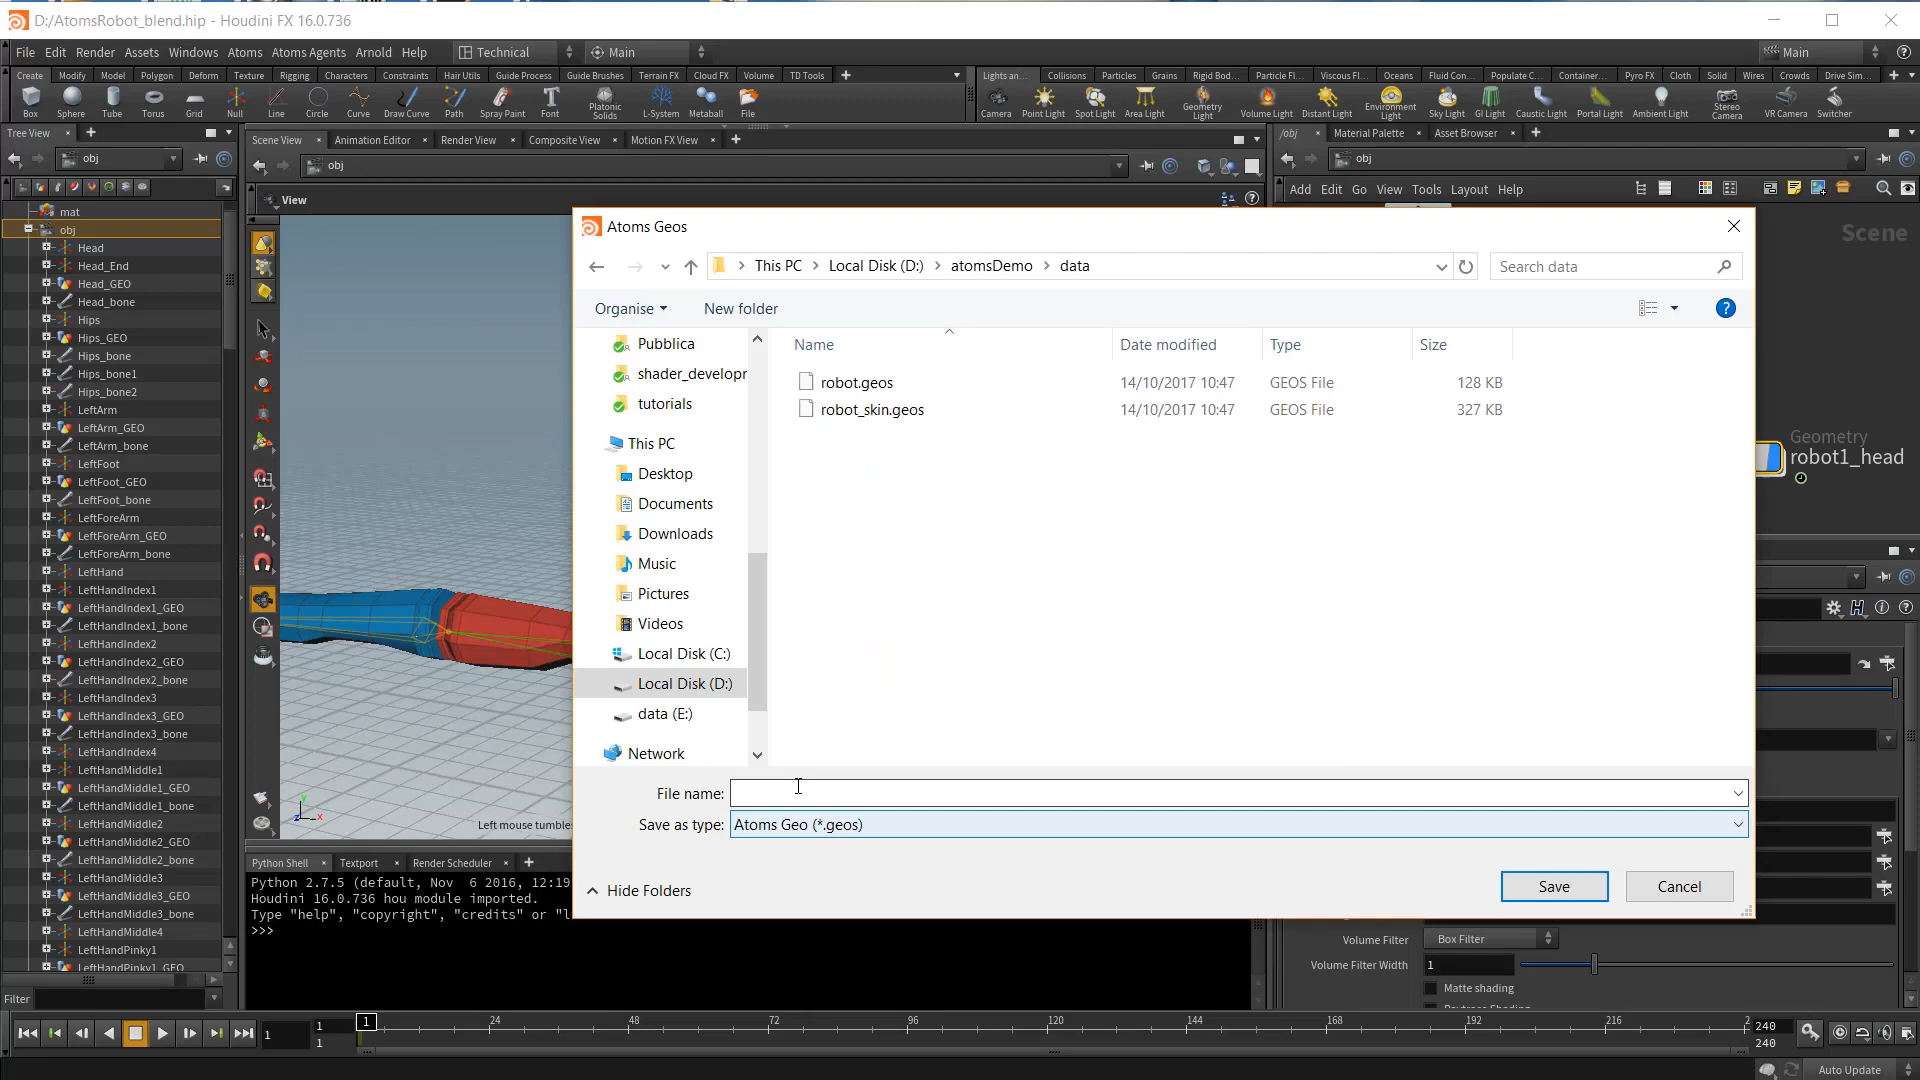 D:/AtomsRobot_blend.hip - Houdini FX 16.0.736
File Edit Render Assets Windows Atoms Atoms Agents Arnold Help Technical Main Main
Create Modify Model Polygon Deform Texture Rigging Characters Constraints Hair Utils Guide Process Guide Brushes Terrain FX Cloud FX Volume TD Tools
Lights an... Collisions Particles Grains Rigid Bod... Particle Fl... Viscous Fl... Oceans Fluid Con... Populate C... Container... Pyro FX Cloth Solid Wires Crowds Drive Sim...
Box Sphere Tube Torus Grid Null Line Circle Curve Draw Curve Path Spray Paint Font Platonic Solids L-System Metaball File
Camera Point Light Spot Light Area Light Geometry Light Volume Light Distant Light Environment Light Sky Light GI Light Caustic Light Portal Light Ambient Light Stereo Camera VR Camera Switcher
Tree View
obj
mat
obj
Head
Head_End
Head_GEO
Head_bone
Hips
Hips_GEO
Hips_bone
Hips_bone1
Hips_bone2
LeftArm
LeftArm_GEO
LeftArm_bone
LeftFoot
LeftFoot_GEO
LeftFoot_bone
LeftForeArm
LeftForeArm_GEO
LeftForeArm_bone
LeftHand
LeftHandIndex1
LeftHandIndex1_GEO
LeftHandIndex1_bone
LeftHandIndex2
LeftHandIndex2_GEO
LeftHandIndex2_bone
LeftHandIndex3
LeftHandIndex3_GEO
LeftHandIndex3_bone
LeftHandIndex4
LeftHandMiddle1
LeftHandMiddle1_GEO
LeftHandMiddle1_bone
LeftHandMiddle2
LeftHandMiddle2_GEO
LeftHandMiddle2_bone
LeftHandMiddle3
LeftHandMiddle3_GEO
LeftHandMiddle3_bone
LeftHandMiddle4
LeftHandPinky1
LeftHandPinky1_GEO
Filter
Scene View Animation Editor Render View Composite View Motion FX View
obj
View
Left mouse tumble
/obj Material Palette Asset Browser
obj
Add Edit Go View Tools Layout Help
Scene
Geometry
robot1_head
Atoms Geos
This PC Local Disk (D:) atomsDemo data
Search data
Organise New folder
Name Date modified Type Size
robot.geos 14/10/2017 10:47 GEOS File 128 KB
robot_skin.geos 14/10/2017 10:47 GEOS File 327 KB
Pubblica
shader_develop
tutorials
This PC
Desktop
Documents
Downloads
Music
Pictures
Videos
Local Disk (C:)
Local Disk (D:)
data (E:)
Network
File name:
Save as type: Atoms Geo (*.geos)
Hide Folders
Save Cancel
Python Shell Textport Render Scheduler
Python 2.7.5 (default, Nov  6 2016, 12:19
Houdini 16.0.736 hou module imported.
Type "help", "copyright", "credits" or "l
>>>
Volume Filter Box Filter
Volume Filter Width 1
Matte shading
1 1 1 1 24 48 72 96 120 144 168 192 216 2 240 240
Auto Update